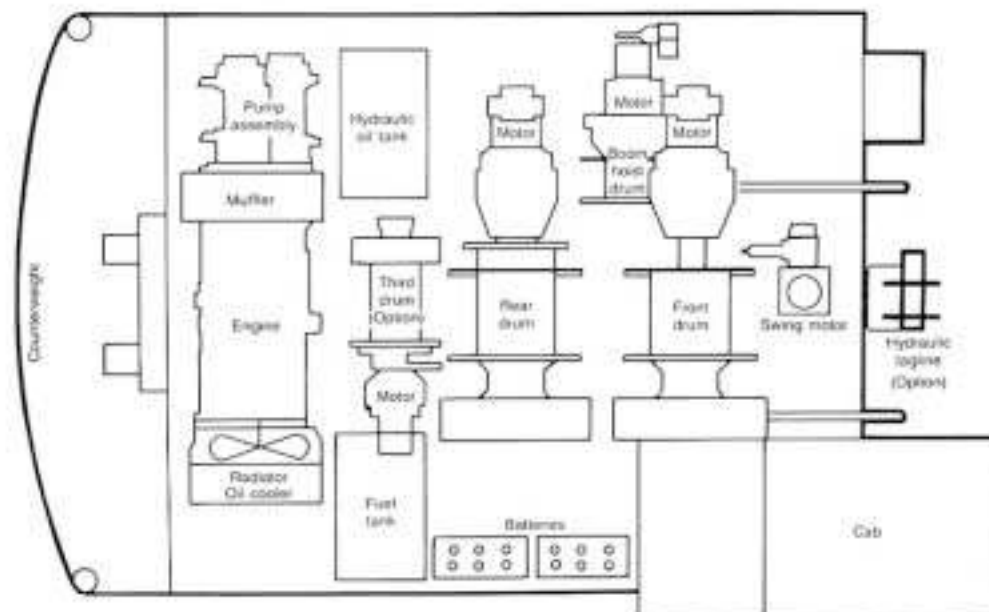 Counterweight
Pump
assembly
Muffler
Engine
Radiator
Oil cooler
Hydraulic
oil tank
Third
drum
(Option)
Motor
Fuel
tank
Motor
Rear
drum
Batteries
Motor
Boom
hoist
drum
Motor
Front
drum
Swing motor
Hydraulic
tagline
(Option)
Cab